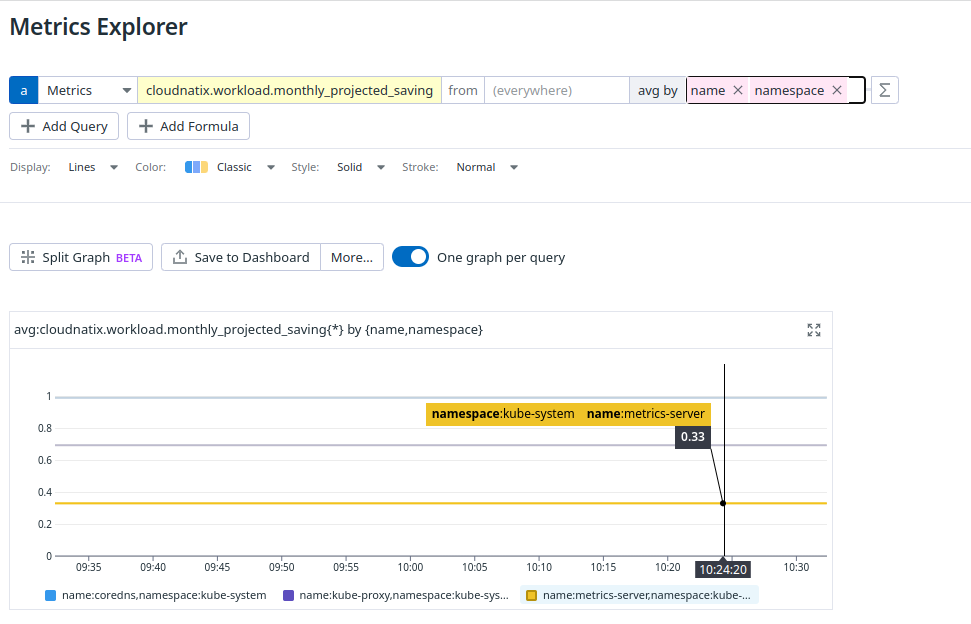 Metrics Explorer
a Metrics cloudnatix.workload.monthly_projected_saving from (everywhere) avg by name × namespace × Σ
+ Add Query + Add Formula
Display: Lines Color: Classic Style: Solid Stroke: Normal
Split Graph BETA Save to Dashboard More... One graph per query
avg:cloudnatix.workload.monthly_projected_saving{*} by {name,namespace}
1
namespace:kube-system name:metrics-server
0.8
0.33
0.6
0.4
0.2
0
09:35 09:40 09:45 09:50 09:55 10:00 10:05 10:10 10:15 10:20 10:24:20 10:30
name:coredns,namespace:kube-system name:kube-proxy,namespace:kube-sys... name:metrics-server,namespace:kube-...